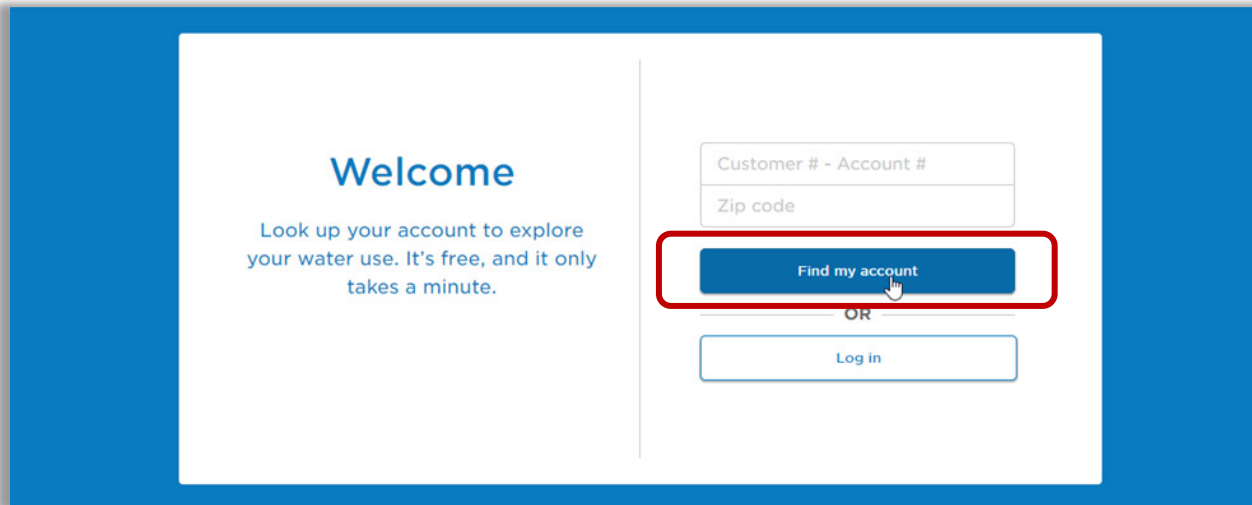 Welcome
Look up your account to explore
your water use. It's free, and it only
takes a minute.
Customer # - Account #
Zip code
Find my account
OR
Log in